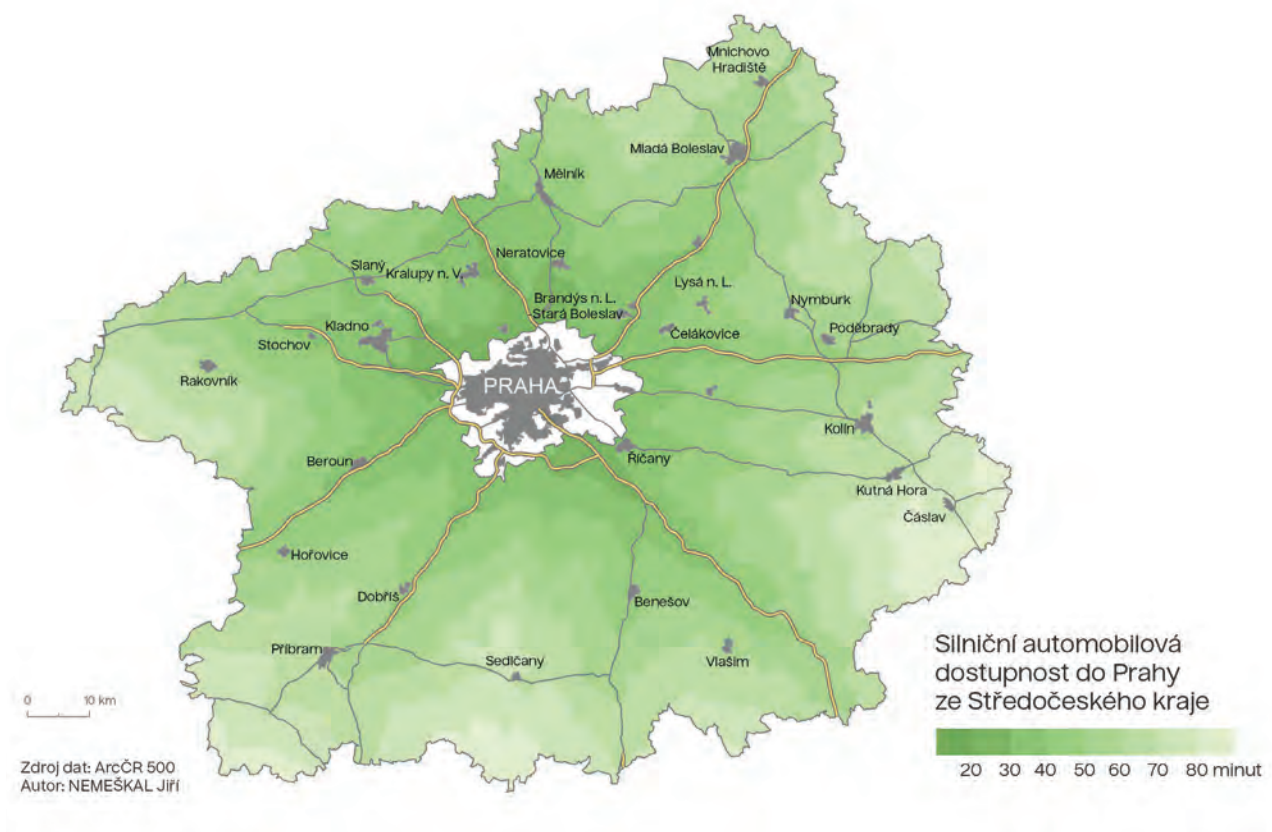 Mnichovo
Hradiště
Mladá Boleslav
Mělník
Neratovice
Slaný
Kralupy n. V.
Brandýs n. L.
Stará Boleslav
Lysá n. L.
Nymburk
Poděbrady
Čelákovice
Kladno
Stochov
Rakovník
PRAHA
Kolín
Říčany
Beroun
Kutná Hora
Čáslav
Hořovice
Dobříš
Benešov
Příbram
Sedlčany
Vlašim
Silniční automobilová
dostupnost do Prahy
ze Středočeského kraje
20 30 40 50 60 70 80 minut
0 10 km
Zdroj dat: ArcČR 500
Autor: NEMEŠKAL Jiří